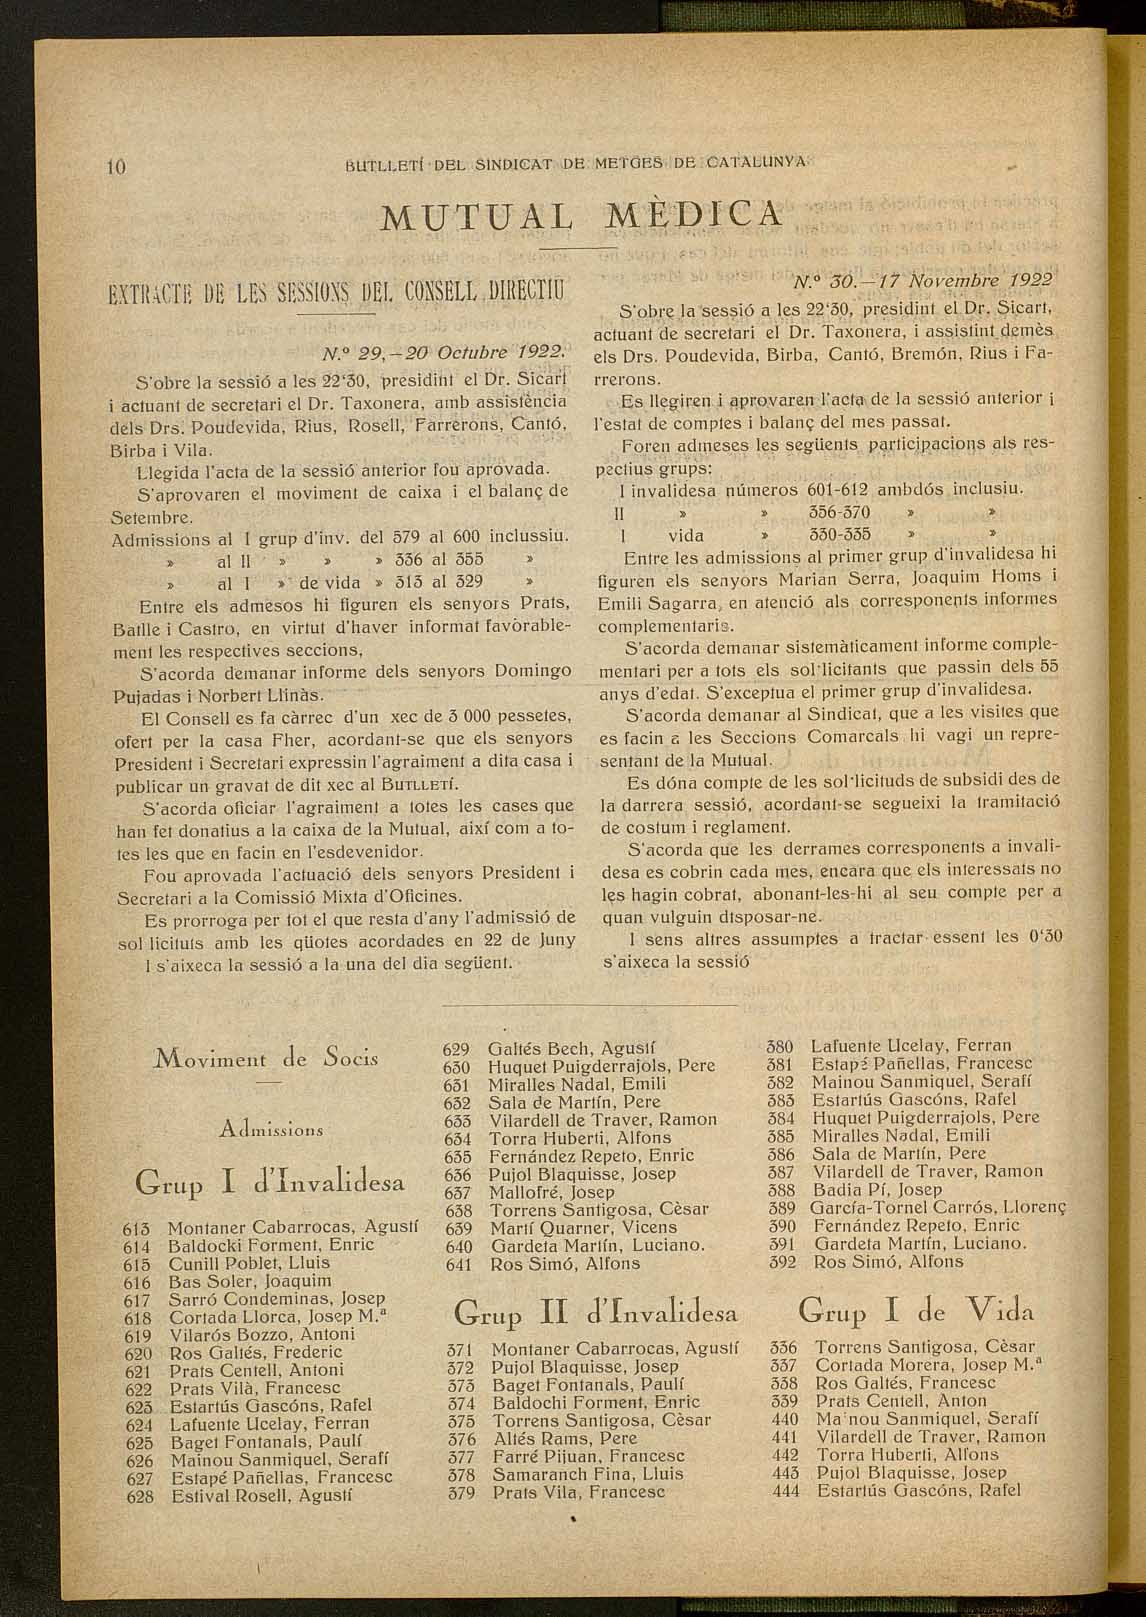 10
BUTLLETÍ DEL SINDICAT DE METGES DE CATALUNYA
MUTUAL MÈDICA
EXTRACTE DE LES SESSIONS DEL CONSELL DIRECTIU
N.º 29,—20 Octubre 1922.
S'obre la sessió a les 22'30, presidint el Dr. Sicart
i actuant de secretari el Dr. Taxonera, amb assistència
dels Drs. Poudevida, Rius, Rosell, Farrerons, Cantó,
Birba i Vila.
Llegida l'acta de la sessió anterior fou aprovada.
S'aprovaren el moviment de caixa i el balanç de
Setembre.
Admissions al I grup d'inv. del 579 al 600 inclussiu.
» al II » » » 336 al 355 »
» al I » de vida » 313 al 329 »
Entre els admesos hi figuren els senyors Prats,
Batlle i Castro, en virtut d'haver informat favòrable-
ment les respectives seccions,
S'acorda demanar informe dels senyors Domingo
Pujadas i Norbert Llinàs.
El Consell es fa càrrec d'un xec de 3 000 pessetes,
ofert per la casa Fher, acordant-se que els senyors
President i Secretari expressin l'agraiment a dita casa i
publicar un gravat de dit xec al BUTLLETÍ.
S'acorda oficiar l'agraiment a totes les cases que
han fet donatius a la caixa de la Mutual, així com a to-
tes les que en facin en l'esdevenidor.
Fou aprovada l'actuació dels senyors President i
Secretari a la Comissió Mixta d'Oficines.
Es prorroga per tot el que resta d'any l'admissió de
sol licituts amb les qüotes acordades en 22 de Juny
I s'aixeca la sessió a la una del dia següent.
N.º 30.—17 Novembre 1922
S'obre la sessió a les 22'30, presidint el Dr. Sicart,
actuant de secretari el Dr. Taxonera, i assistint demès
els Drs. Poudevida, Birba, Cantó, Bremón, Rius i Fa-
rrerons.
Es llegiren i aprovaren l'acta de la sessió anterior i
l'estat de comptes i balanç del mes passat.
Foren admeses les següents participacions als res-
pectius grups:
I invalidesa números 601-612 ambdós inclusiu.
II » » 356-370 » »
I vida » 330-335 » »
Entre les admissions al primer grup d'invalidesa hi
figuren els senyors Marian Serra, Joaquim Homs i
Emili Sagarra, en atenció als corresponents informes
complementaris.
S'acorda demanar sistemàticament informe comple-
mentari per a tots els sol·licitants que passin dels 55
anys d'edat. S'exceptua el primer grup d'invalidesa.
S'acorda demanar al Sindicat, que a les visites que
es facin a les Seccions Comarcals hi vagi un repre-
sentant de la Mutual.
Es dóna compte de les sol·licituds de subsidi des de
la darrera sessió, acordant-se segueixi la tramitació
de costum i reglament.
S'acorda que les derrames corresponents a invali-
desa es cobrin cada mes, encara que els interessats no
les hagin cobrat, abonant-les-hi al seu compte per a
quan vulguin dtsposar-ne.
I sens altres assumptes a tractar essent les 0'30
s'aixeca la sessió
Moviment de Socis
Admissions
Grup I d'Invalidesa
613 Montaner Cabarrocas, Agustí
614 Baldocki Forment, Enric
615 Cunill Poblet, Lluis
616 Bas Soler, Joaquim
617 Sarró Condeminas, Josep
618 Cortada Llorca, Josep M.ª
619 Vilarós Bozzo, Antoni
620 Ros Galtés, Frederic
621 Prats Centell, Antoni
622 Prats Vilà, Francesc
623 Estartús Gascóns, Rafel
624 Lafuente Ucelay, Ferran
625 Baget Fontanals, Paulí
626 Mainou Sanmiquel, Serafí
627 Estapé Pañellas, Francesc
628 Estival Rosell, Agustí
629 Galtés Bech, Agustí
630 Huquet Puigderrajols, Pere
631 Miralles Nadal, Emili
632 Sala de Martín, Pere
633 Vilardell de Traver, Ramon
634 Torra Huberti, Alfons
635 Fernández Repeto, Enric
636 Pujol Blaquisse, Josep
637 Mallofré, Josep
638 Torrens Santigosa, Cèsar
639 Martí Quarner, Vicens
640 Gardeta Martín, Luciano.
641 Ros Simó, Alfons
Grup II d'Invalidesa
371 Montaner Cabarrocas, Agustí
372 Pujol Blaquisse, Josep
373 Baget Fontanals, Paulí
374 Baldochi Forment, Enric
375 Torrens Santigosa, Cèsar
376 Altés Rams, Pere
377 Farré Pijuan, Francesc
378 Samaranch Fina, Lluis
379 Prats Vila, Francesc
380 Lafuente Ucelay, Ferran
381 Estapé Pañellas, Francesc
382 Mainou Sanmiquel, Serafí
383 Estartús Gascóns, Rafel
384 Huquet Puigderrajols, Pere
385 Miralles Nadal, Emili
386 Sala de Martín, Pere
387 Vilardell de Traver, Ramon
388 Badia Pí, Josep
389 García-Tornel Carrós, Llorenç
390 Fernández Repeto, Enric
391 Gardeta Martín, Luciano.
392 Ros Simó, Alfons
Grup I de Vida
336 Torrens Santigosa, Cèsar
337 Cortada Morera, Josep M.ª
338 Ros Galtés, Francesc
339 Prats Centell, Anton
440 Ma'nou Sanmiquel, Serafí
441 Vilardell de Traver, Ramon
442 Torra Huberti, Alfons
443 Pujol Blaquisse, Josep
444 Estartús Gascóns, Rafel